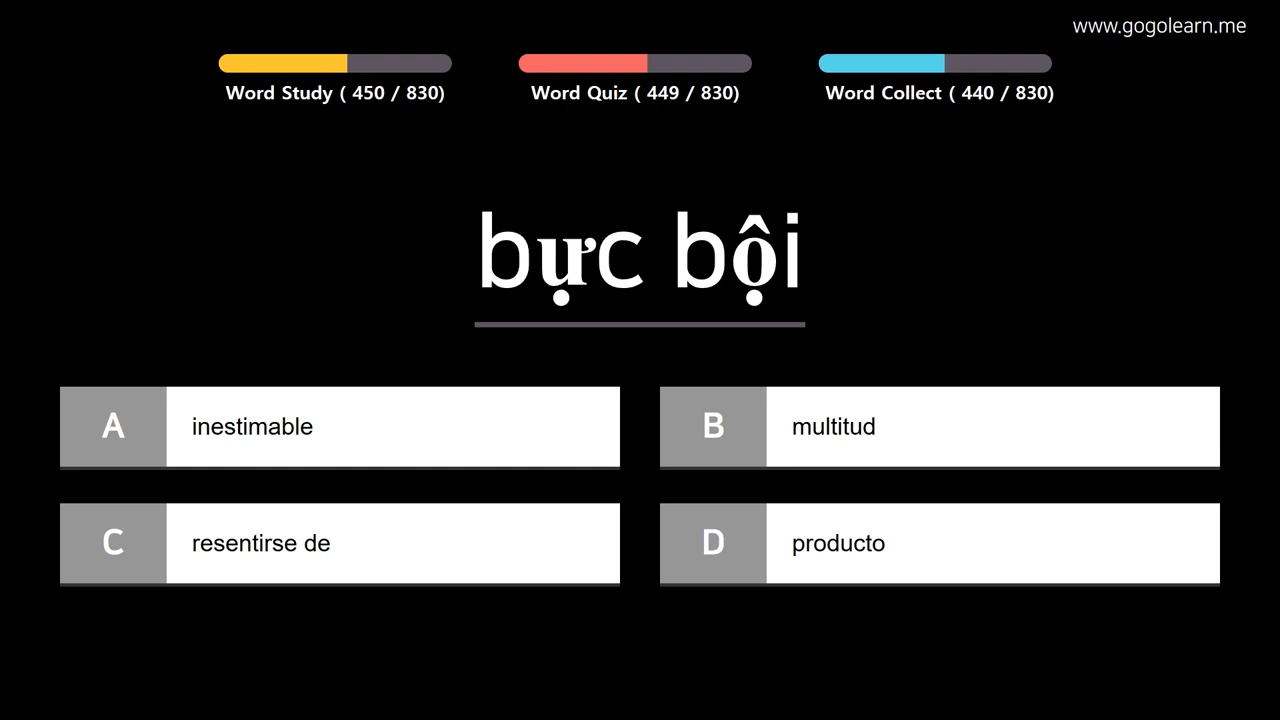 www.gogolearn.me
Word Study ( 450 / 830)
Word Quiz ( 449 / 830)
Word Collect ( 440 / 830)
bực bội
A inestimable
B multitud
C resentirse de
D producto